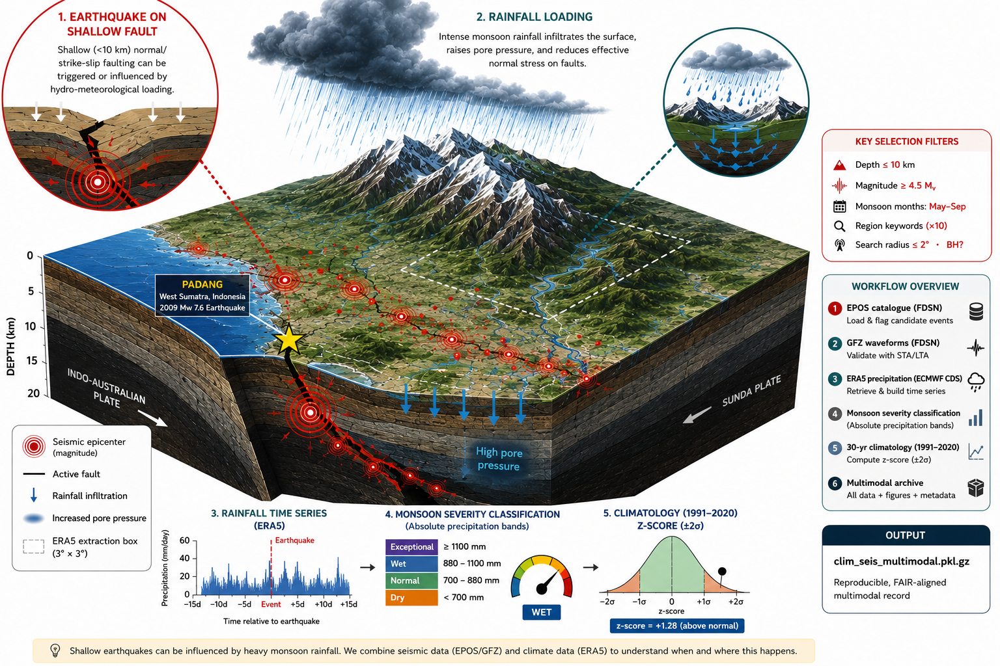 1. EARTHQUAKE ON
SHALLOW FAULT
Shallow (<10 km) normal/
strike-slip faulting can be
triggered or influenced by
hydro-meteorological loading.
2. RAINFALL LOADING
Intense monsoon rainfall infiltrates the surface,
raises pore pressure, and reduces effective
normal stress on faults.
KEY SELECTION FILTERS
Depth ≤ 10 km
Magnitude ≥ 4.5 Mᵥ
Monsoon months: May–Sep
Region keywords (×10)
Search radius ≤ 2° • BH?
DEPTH (km)
0
5
10
15
20
PADANG
West Sumatra, Indonesia
2009 Mw 7.6 Earthquake
INDO-AUSTRALIAN
PLATE
SUNDA PLATE
High pore
pressure
WORKFLOW OVERVIEW
1 EPOS catalogue (FDSN)
Load & flag candidate events
2 GFZ waveforms (FDSN)
Validate with STA/LTA
3 ERA5 precipitation (ECMWF CDS)
Retrieve & build time series
4 Monsoon severity classification
(Absolute precipitation bands)
5 30-yr climatology (1991–2020)
Compute z-score (±2σ)
6 Multimodal archive
All data + figures + metadata
Seismic epicenter
(magnitude)
Active fault
Rainfall infiltration
Increased pore pressure
ERA5 extraction box
(3° × 3°)
3. RAINFALL TIME SERIES
(ERA5)
Precipitation (mm/day)
60
40
20
0
Earthquake
−15d −10d −5d Event +5d +10d +15d
Time relative to earthquake
4. MONSOON SEVERITY CLASSIFICATION
(Absolute precipitation bands)
Exceptional ≥ 1100 mm
Wet 880 – 1100 mm
Normal 700 – 880 mm
Dry < 700 mm
WET
5. CLIMATOLOGY (1991–2020)
Z-SCORE (±2σ)
−2σ −1σ 0 +1σ +2σ
z-score
z-score = +1.28 (above normal)
OUTPUT
clim_seis_multimodal.pkl.gz
Reproducible, FAIR-aligned
multimodal record
Shallow earthquakes can be influenced by heavy monsoon rainfall. We combine seismic data (EPOS/GFZ) and climate data (ERA5) to understand when and where this happens.